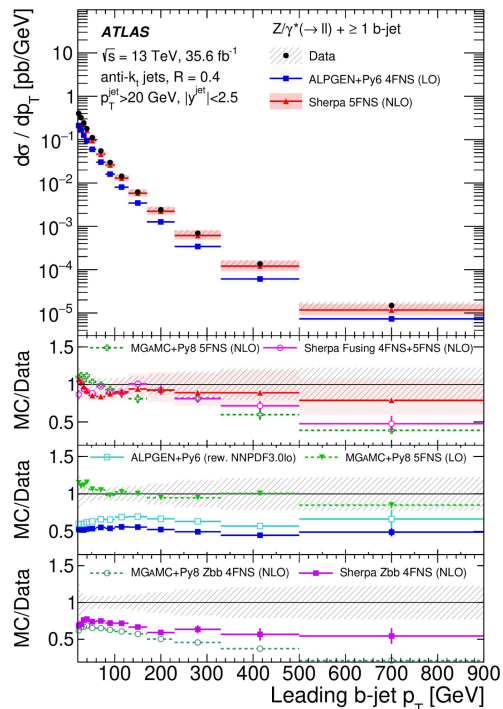 ATLAS
√s = 13 TeV, 35.6 fb⁻¹
anti-kₜ jets, R = 0.4
p_T^jet>20 GeV, |y^jet|<2.5
Z/γ*(→ ll) + ≥ 1 b-jet
Data
ALPGEN+Py6 4FNS (LO)
Sherpa 5FNS (NLO)
dσ / dp_T [pb/GeV]
10
1
10⁻¹
10⁻²
10⁻³
10⁻⁴
10⁻⁵
MC/Data
1.5
1
0.5
MGAMC+Py8 5FNS (NLO)
Sherpa Fusing 4FNS+5FNS (NLO)
MC/Data
1.5
1
0.5
ALPGEN+Py6 (rew. NNPDF3.0lo)
MGAMC+Py8 5FNS (LO)
MC/Data
1.5
1
0.5
MGAMC+Py8 Zbb 4FNS (NLO)
Sherpa Zbb 4FNS (NLO)
100 200 300 400 500 600 700 800 900
Leading b-jet p_T [GeV]